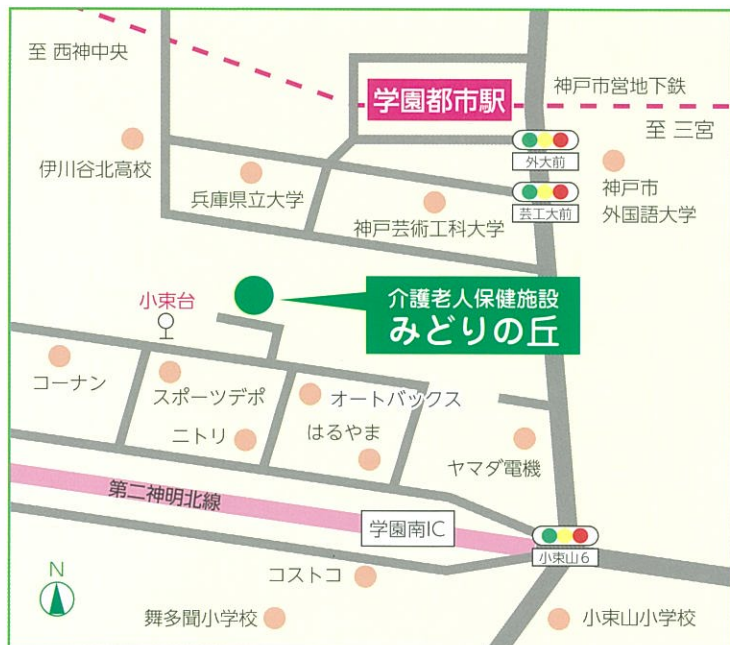 至 西神中央
学園都市駅
神戸市営地下鉄
至 三宮
外大前
伊川谷北高校
兵庫県立大学
芸工大前
神戸市
外国語大学
神戸芸術工科大学
小束台
介護老人保健施設
みどりの丘
コーナン
スポーツデポ
オートバックス
ニトリ
はるやま
ヤマダ電機
第二神明北線
学園南IC
小束山6
N
コストコ
舞多聞小学校
小束山小学校